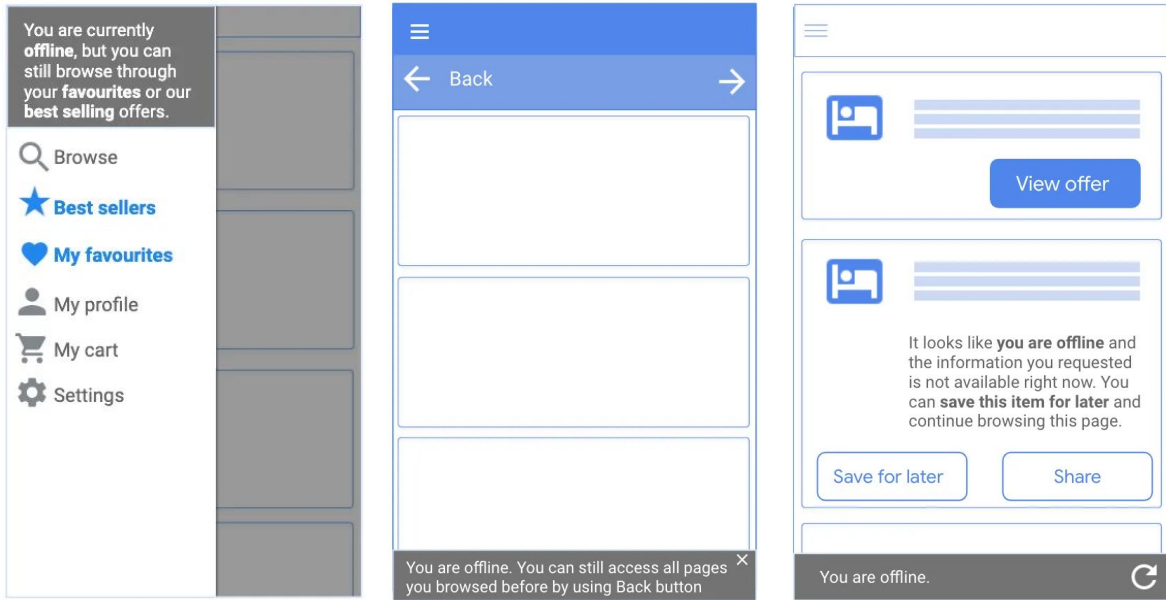 You are currently
offline, but you can
still browse through
your favourites or our
best selling offers.
Browse
Best sellers
My favourites
My profile
My cart
Settings
Back
You are offline. You can still access all pages
you browsed before by using Back button
View offer
It looks like you are offline and
the information you requested
is not available right now. You
can save this item for later and
continue browsing this page.
Save for later
Share
You are offline.